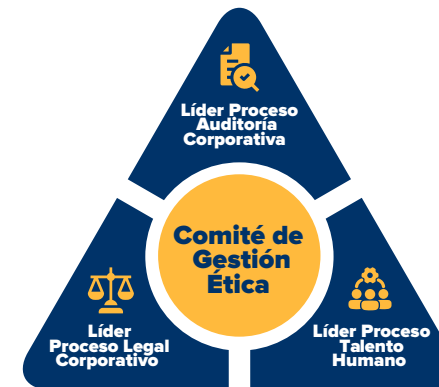 Líder Proceso
Auditoría
Corporativa
Comité de
Gestión
Ética
Líder
Proceso Legal
Corporativo
Líder Proceso
Talento
Humano